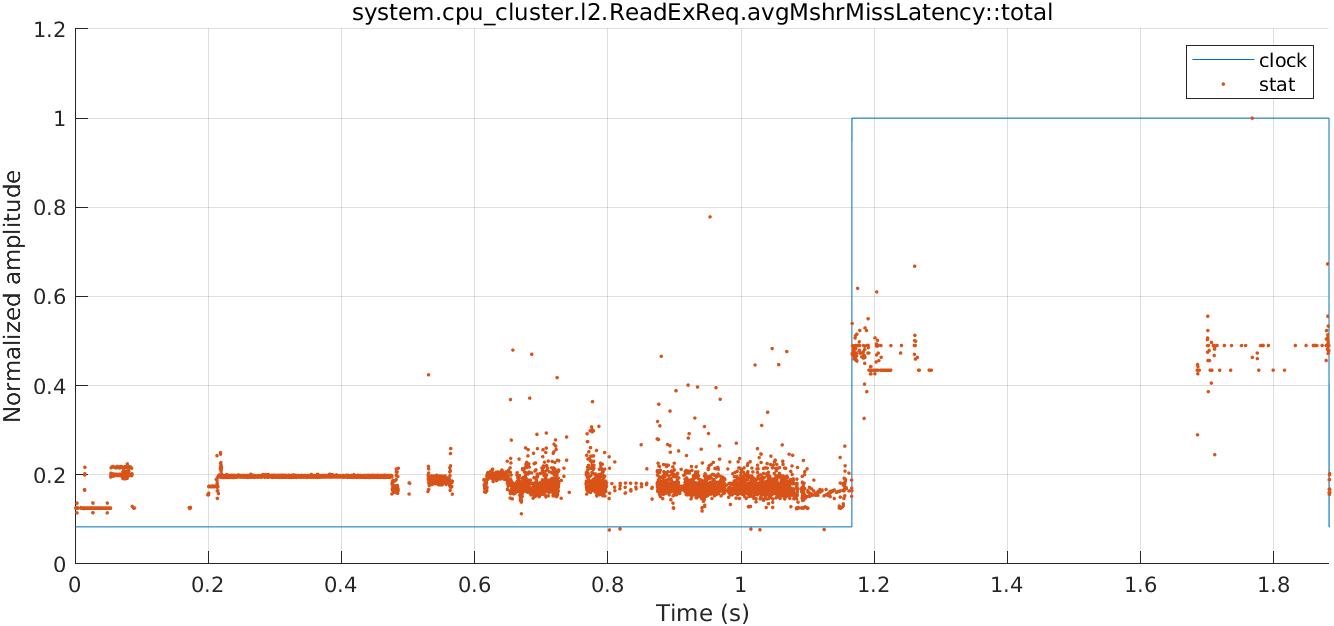 system.cpu_cluster.l2.ReadExReq.avgMshrMissLatency::total
1.2
1
0.8
0.6
0.4
0.2
0
Normalized amplitude
clock
stat
0 0.2 0.4 0.6 0.8 1 1.2 1.4 1.6 1.8
Time (s)